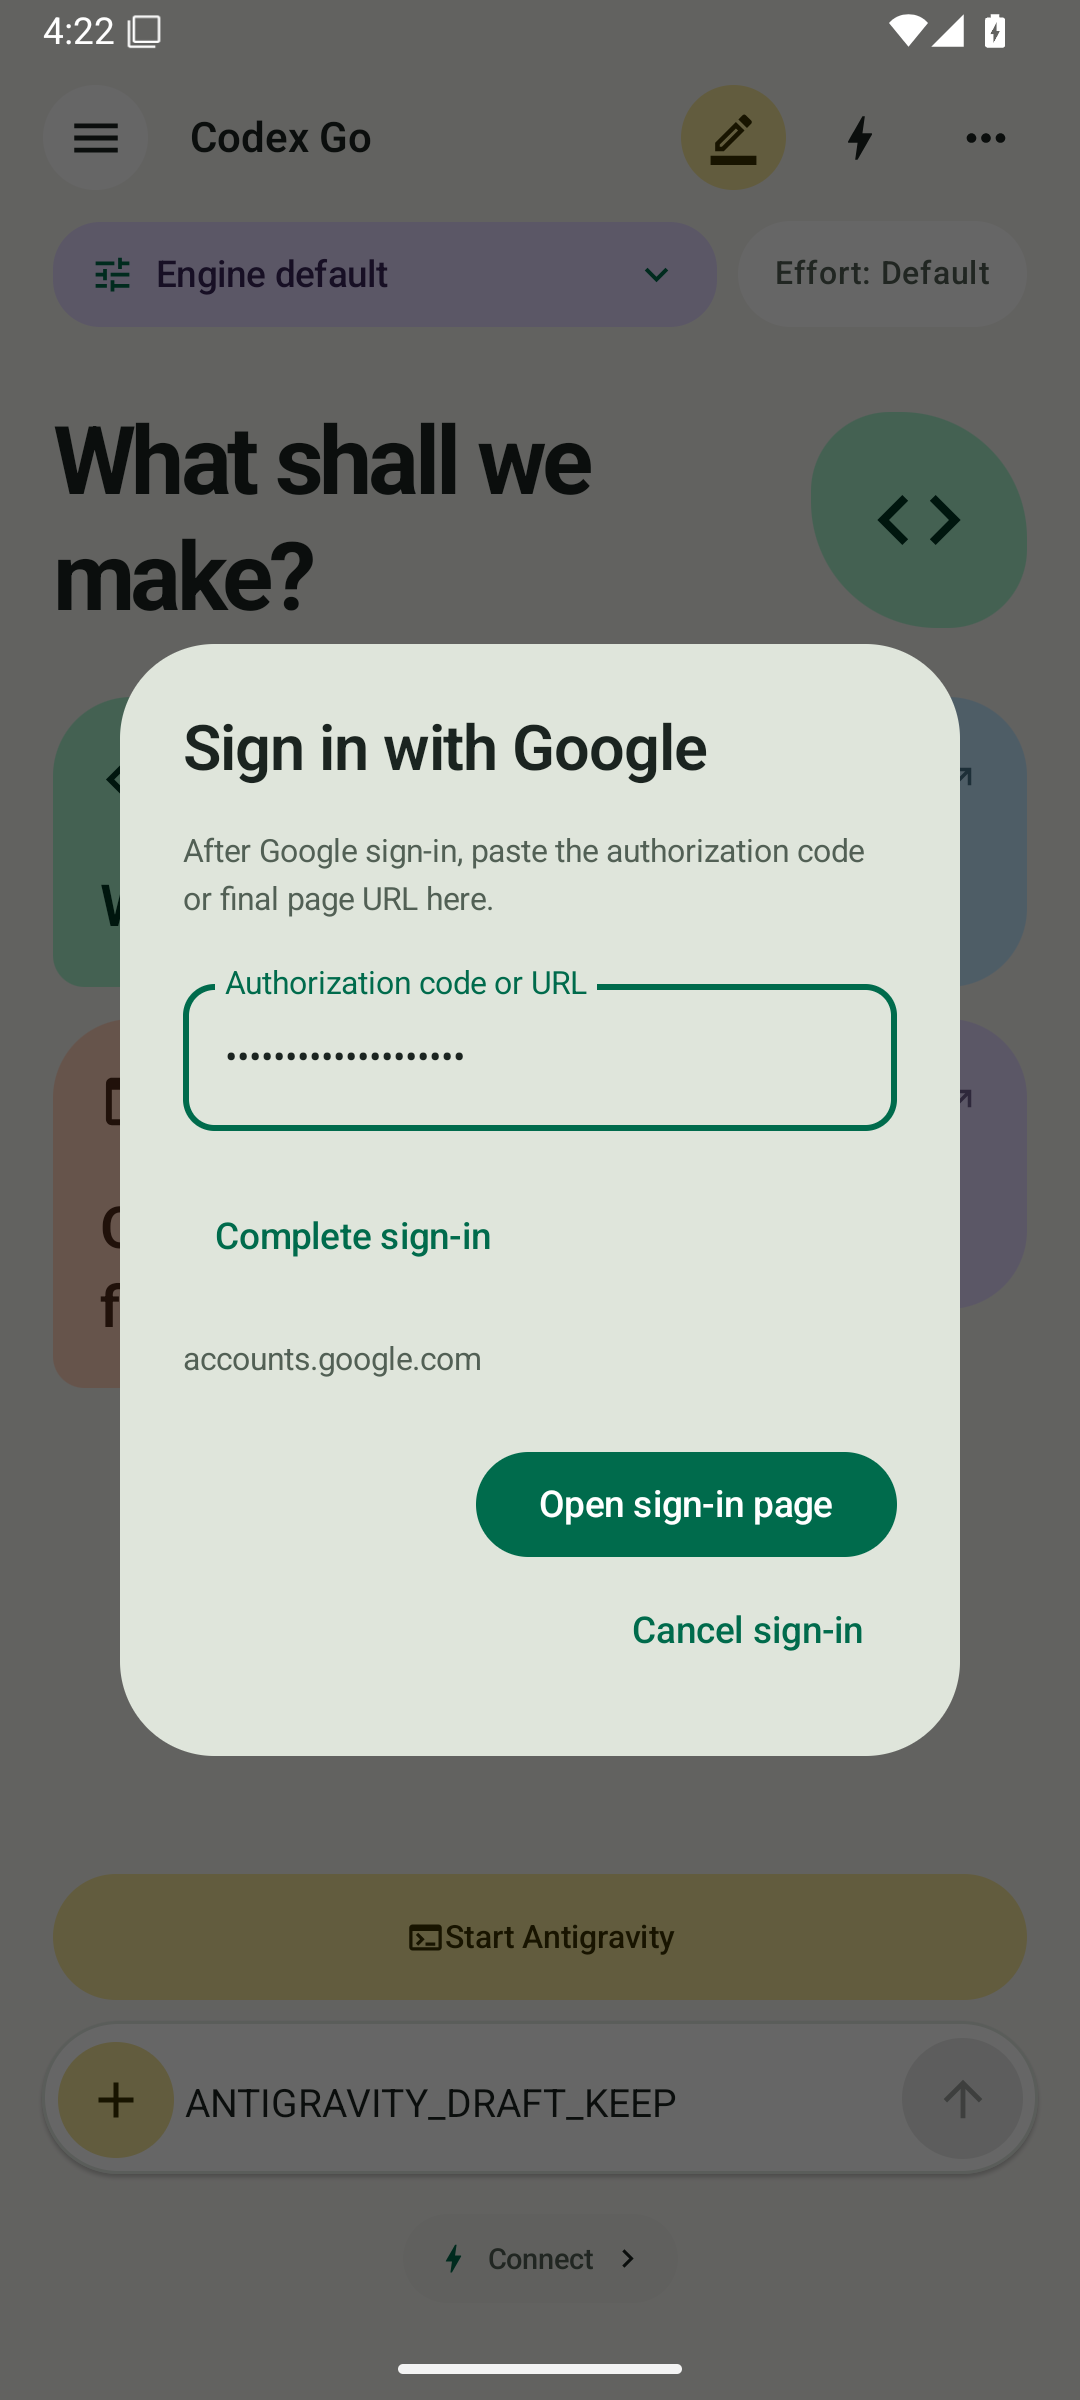 4:22
Codex Go
Engine default
Effort: Default
What shall we
make?
Sign in with Google
After Google sign-in, paste the authorization code
or final page URL here.
Authorization code or URL
••••••••••••••••••••
Complete sign-in
accounts.google.com
Open sign-in page
Cancel sign-in
Start Antigravity
ANTIGRAVITY_DRAFT_KEEP
Connect